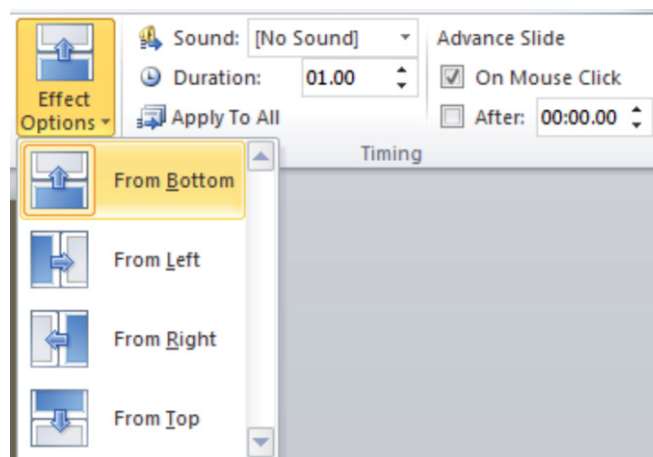 Effect
Options
Sound: [No Sound]
Duration: 01.00
Apply To All
Advance Slide
On Mouse Click
After: 00:00.00
Timing
From Bottom
From Left
From Right
From Top